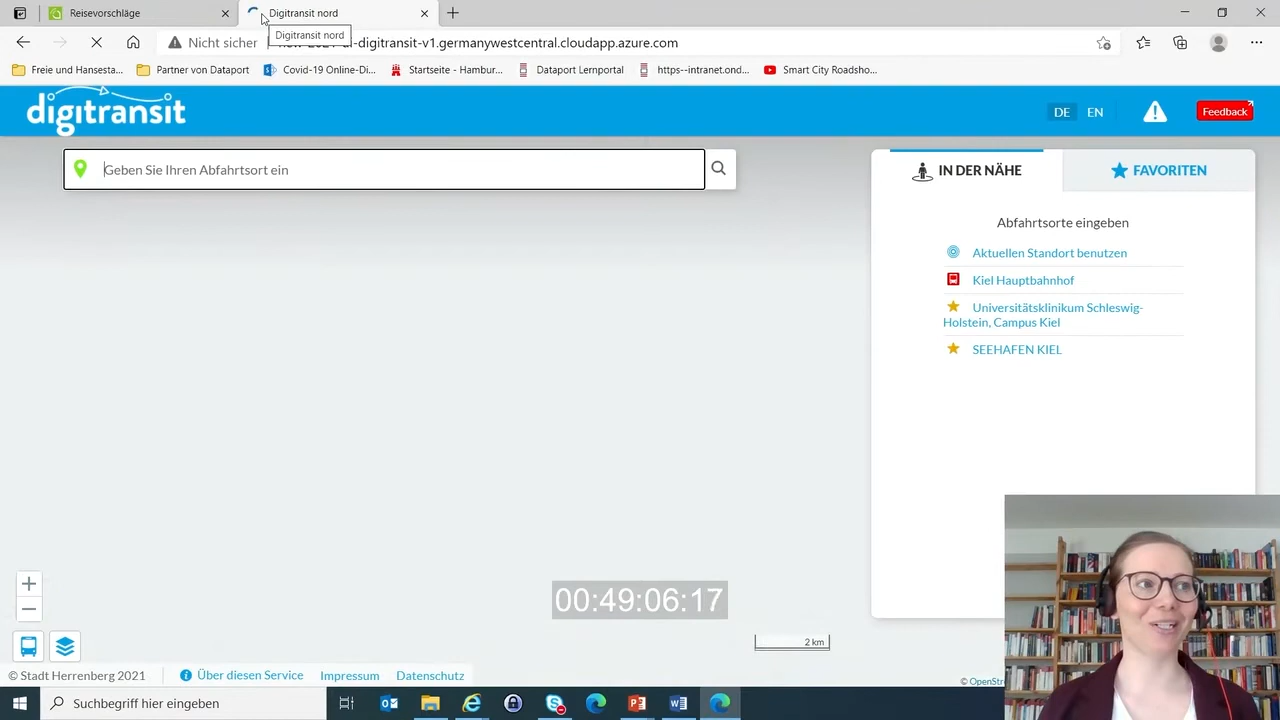 Reisevorschläge
Digitransit nord
Digitransit nord
Nicht sicher
-digitransit-v1.germanywestcentral.cloudapp.azure.com
Freie und Hansesta...
Partner von Dataport
Covid-19 Online-Di...
Startseite - Hambur...
Dataport Lernportal
https--intranet.ond...
Smart City Roadsho...
digitransit
DE
EN
Feedback
Geben Sie Ihren Abfahrtsort ein
IN DER NÄHE
FAVORITEN
Abfahrtsorte eingeben
Aktuellen Standort benutzen
Kiel Hauptbahnhof
Universitätsklinikum Schleswig-
Holstein, Campus Kiel
SEEHAFEN KIEL
00:49:06:17
2 km
© Stadt Herrenberg 2021
Über diesen Service
Impressum
Datenschutz
© OpenStre
Suchbegriff hier eingeben